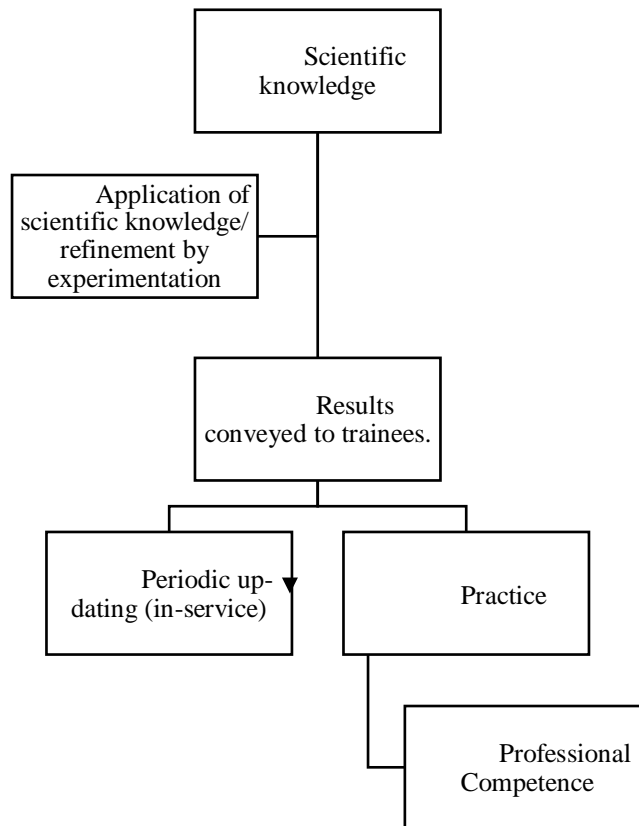 Scientific
knowledge
Application of
scientific knowledge/
refinement by
experimentation
Results
conveyed to trainees.
Periodic up-
dating (in-service)
Practice
Professional
Competence